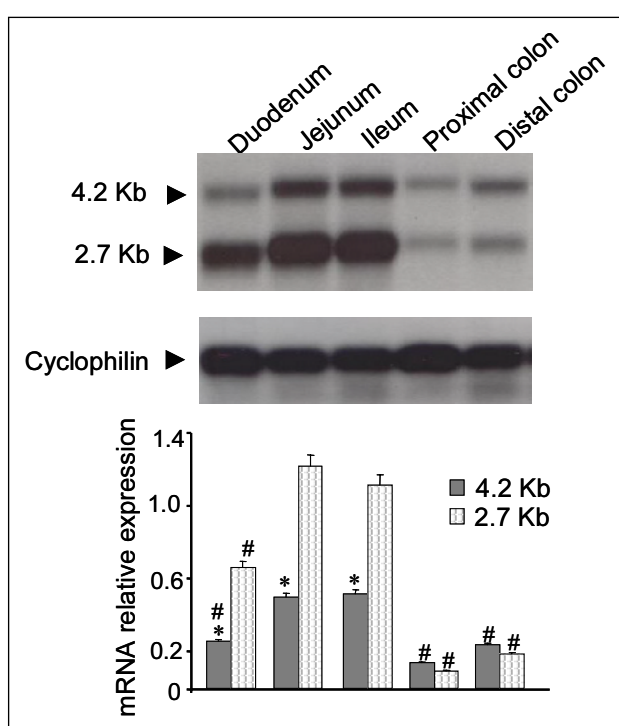 Duodenum
Jejunum
Ileum
Proximal colon
Distal colon
4.2 Kb
2.7 Kb
Cyclophilin
mRNA relative expression
1.4
1.0
0.6
0.2
0
4.2 Kb
2.7 Kb
#
*
#
*
*
#
#
#
#